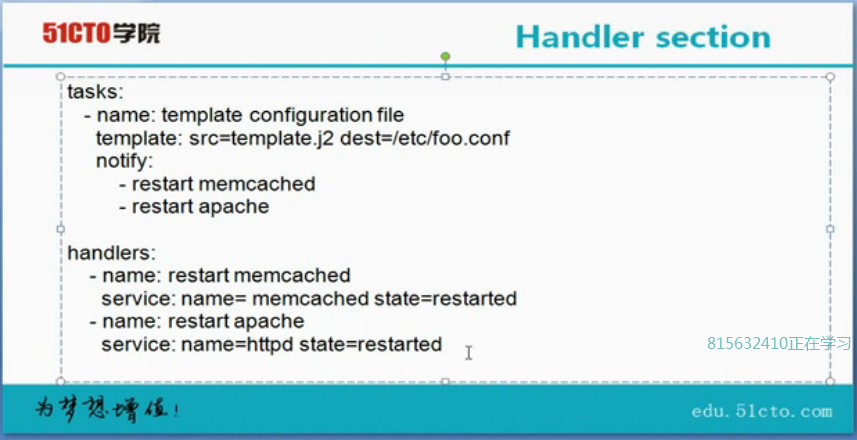 51CTO学院
Handler section
tasks:
- name: template configuration file
template: src=template.j2 dest=/etc/foo.conf
notify:
- restart memcached
- restart apache
handlers:
- name: restart memcached
service: name= memcached state=restarted
- name: restart apache
service: name=httpd state=restarted
815632410正在学习
为梦想增值!
edu.51cto.com